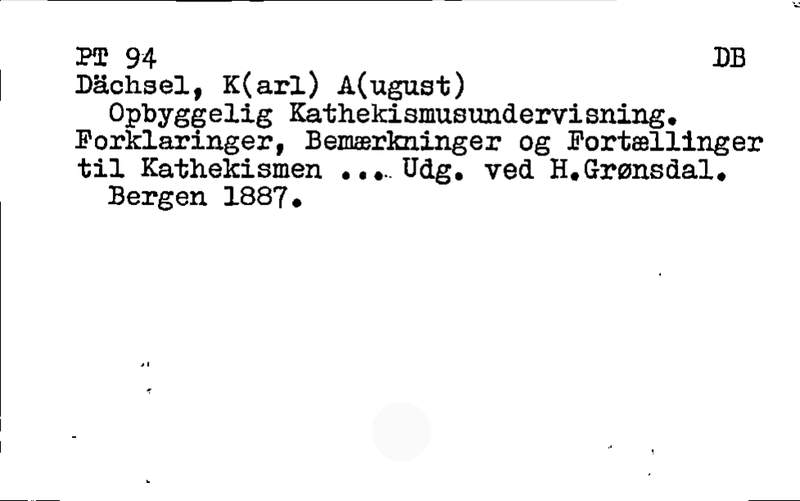 PT 94 DB
Dächsel, K(arl) A(ugust)
Opbyggelig Kathekismusundervisning.
Forklaringer, Bemærkninger og Fortællinger
til Kathekismen ... Udg. ved H.Grønsdal.
Bergen 1887.